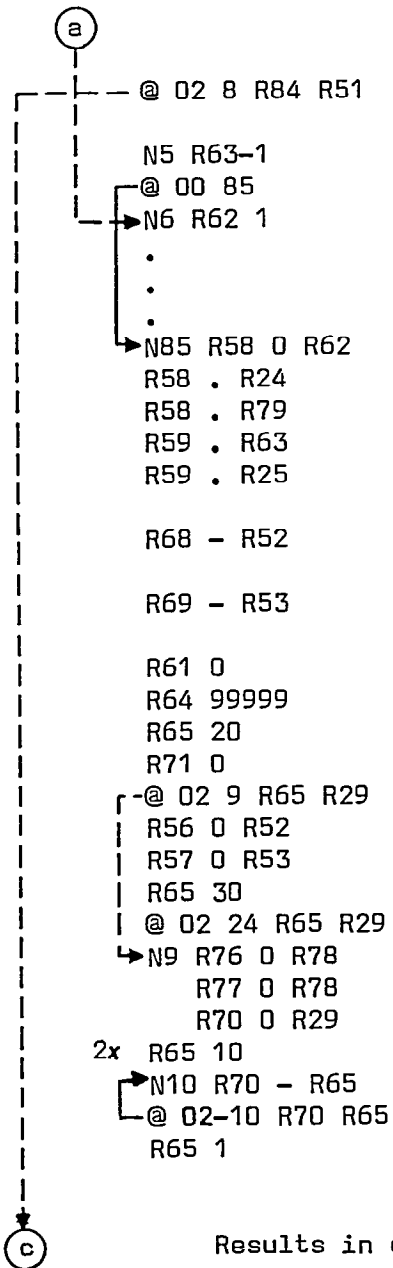 a
@ 02 8 R84 R51
N5 R63-1
@ 00 85
N6 R62 1
.
.
.
N85 R58 0 R62
R58 . R24
R58 . R79
R59 . R63
R59 . R25
R68 - R52
R69 - R53
R61 0
R64 99999
R65 20
R71 0
@ 02 9 R65 R29
R56 0 R52
R57 0 R53
R65 30
@ 02 24 R65 R29
N9 R76 0 R78
R77 0 R78
R70 0 R29
2x R65 10
N10 R70 - R65
@ 02-10 R70 R65
R65 1
c Results in